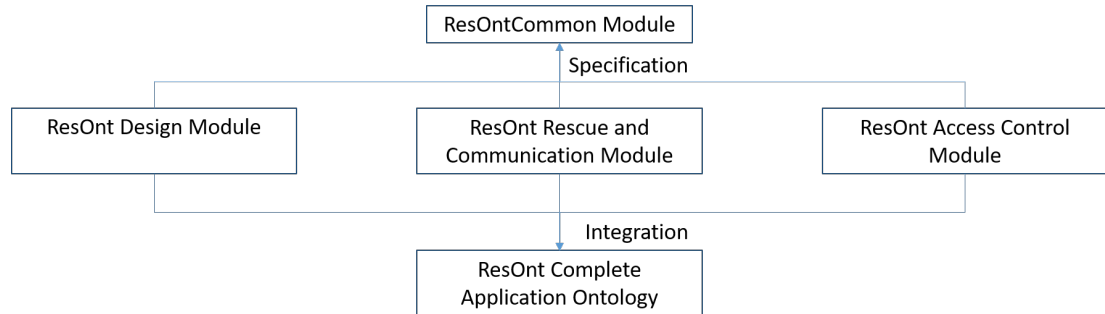 ResOntCommon Module
Specification
ResOnt Design Module
ResOnt Rescue and
Communication Module
ResOnt Access Control
Module
Integration
ResOnt Complete
Application Ontology